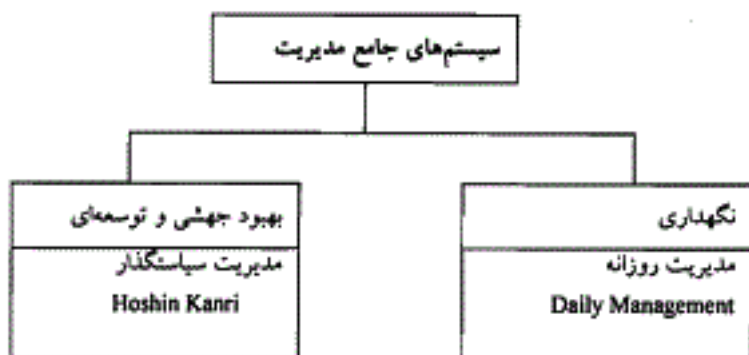 سیستم‌های جامع مدیریت
نگهداری
مدیریت روزانه
Daily Management
بهبود جهشی و توسعه‌ای
مدیریت سیاستگذار
Hoshin Kanri